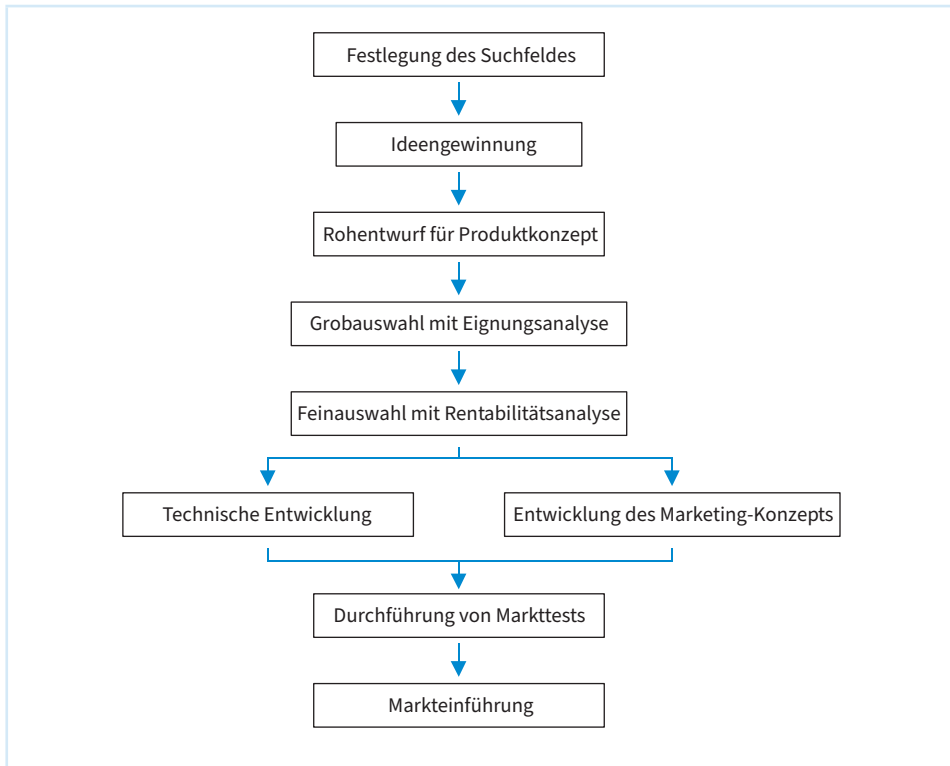 Festlegung des Suchfeldes
Ideengewinnung
Rohentwurf für Produktkonzept
Grobauswahl mit Eignungsanalyse
Feinauswahl mit Rentabilitätsanalyse
Technische Entwicklung
Entwicklung des Marketing-Konzepts
Durchführung von Markttests
Markteinführung